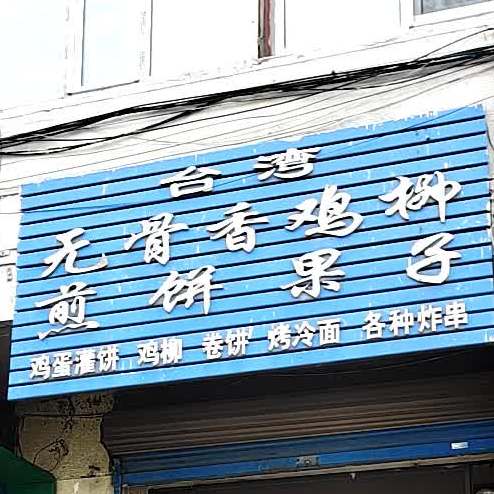 台湾
无骨香鸡柳
煎饼果子
鸡蛋灌饼 鸡柳 卷饼 烤冷面 各种炸串